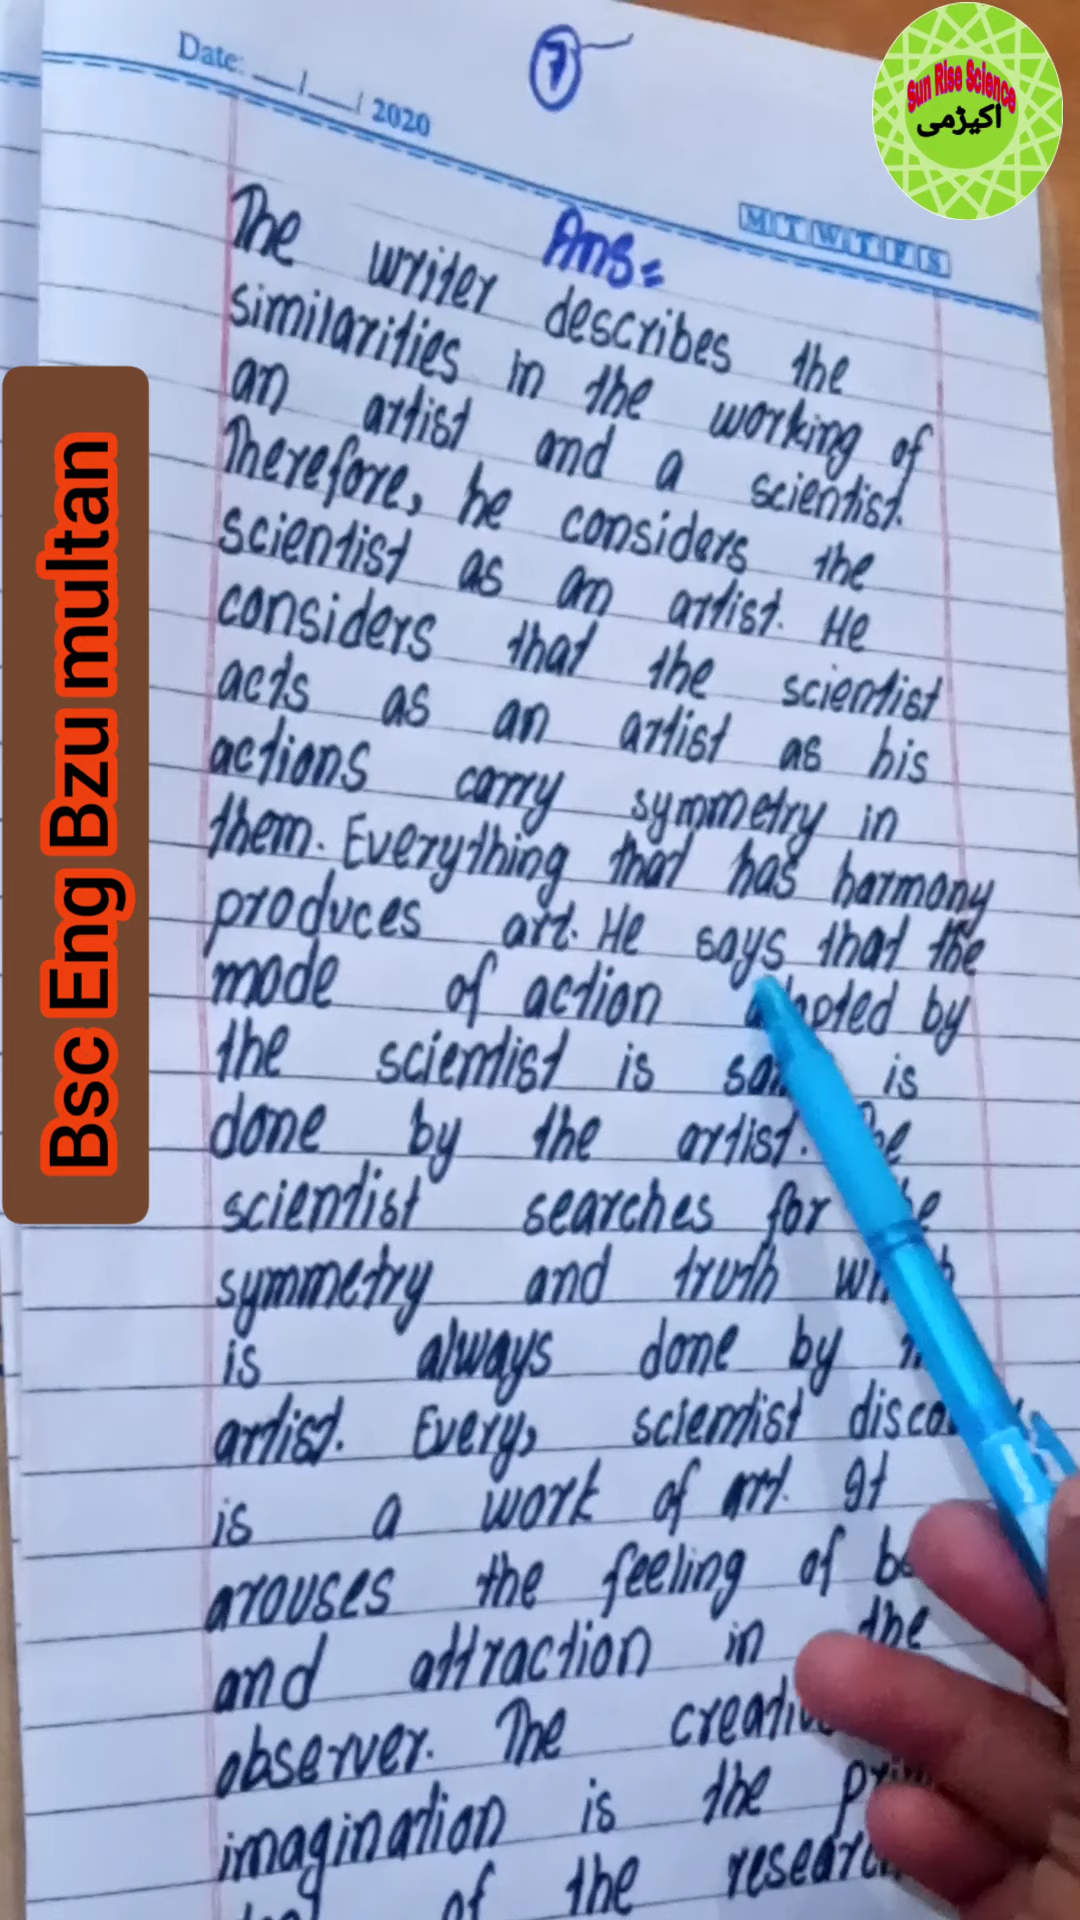 7
Date: __/__/2020
Sun Rise Science
اکیڈمی
M T W T F S
Ans=
The writer describes the
similarities in the working of
an artist and a scientist.
Therefore, he considers the
scientist as an artist. He
considers that the scientist
acts as an artist as his
actions carry symmetry in
them. Everything that has harmony
produces art. He says that the
mode of action by
the scientist is is
done by the artist.
scientist searches for
symmetry and truth
is always done by
artist. Every, scientist
is a work of art. It
arouses the feeling of
and attraction in the
observer. The
imagination is the
of the
Bsc Eng Bzu multan